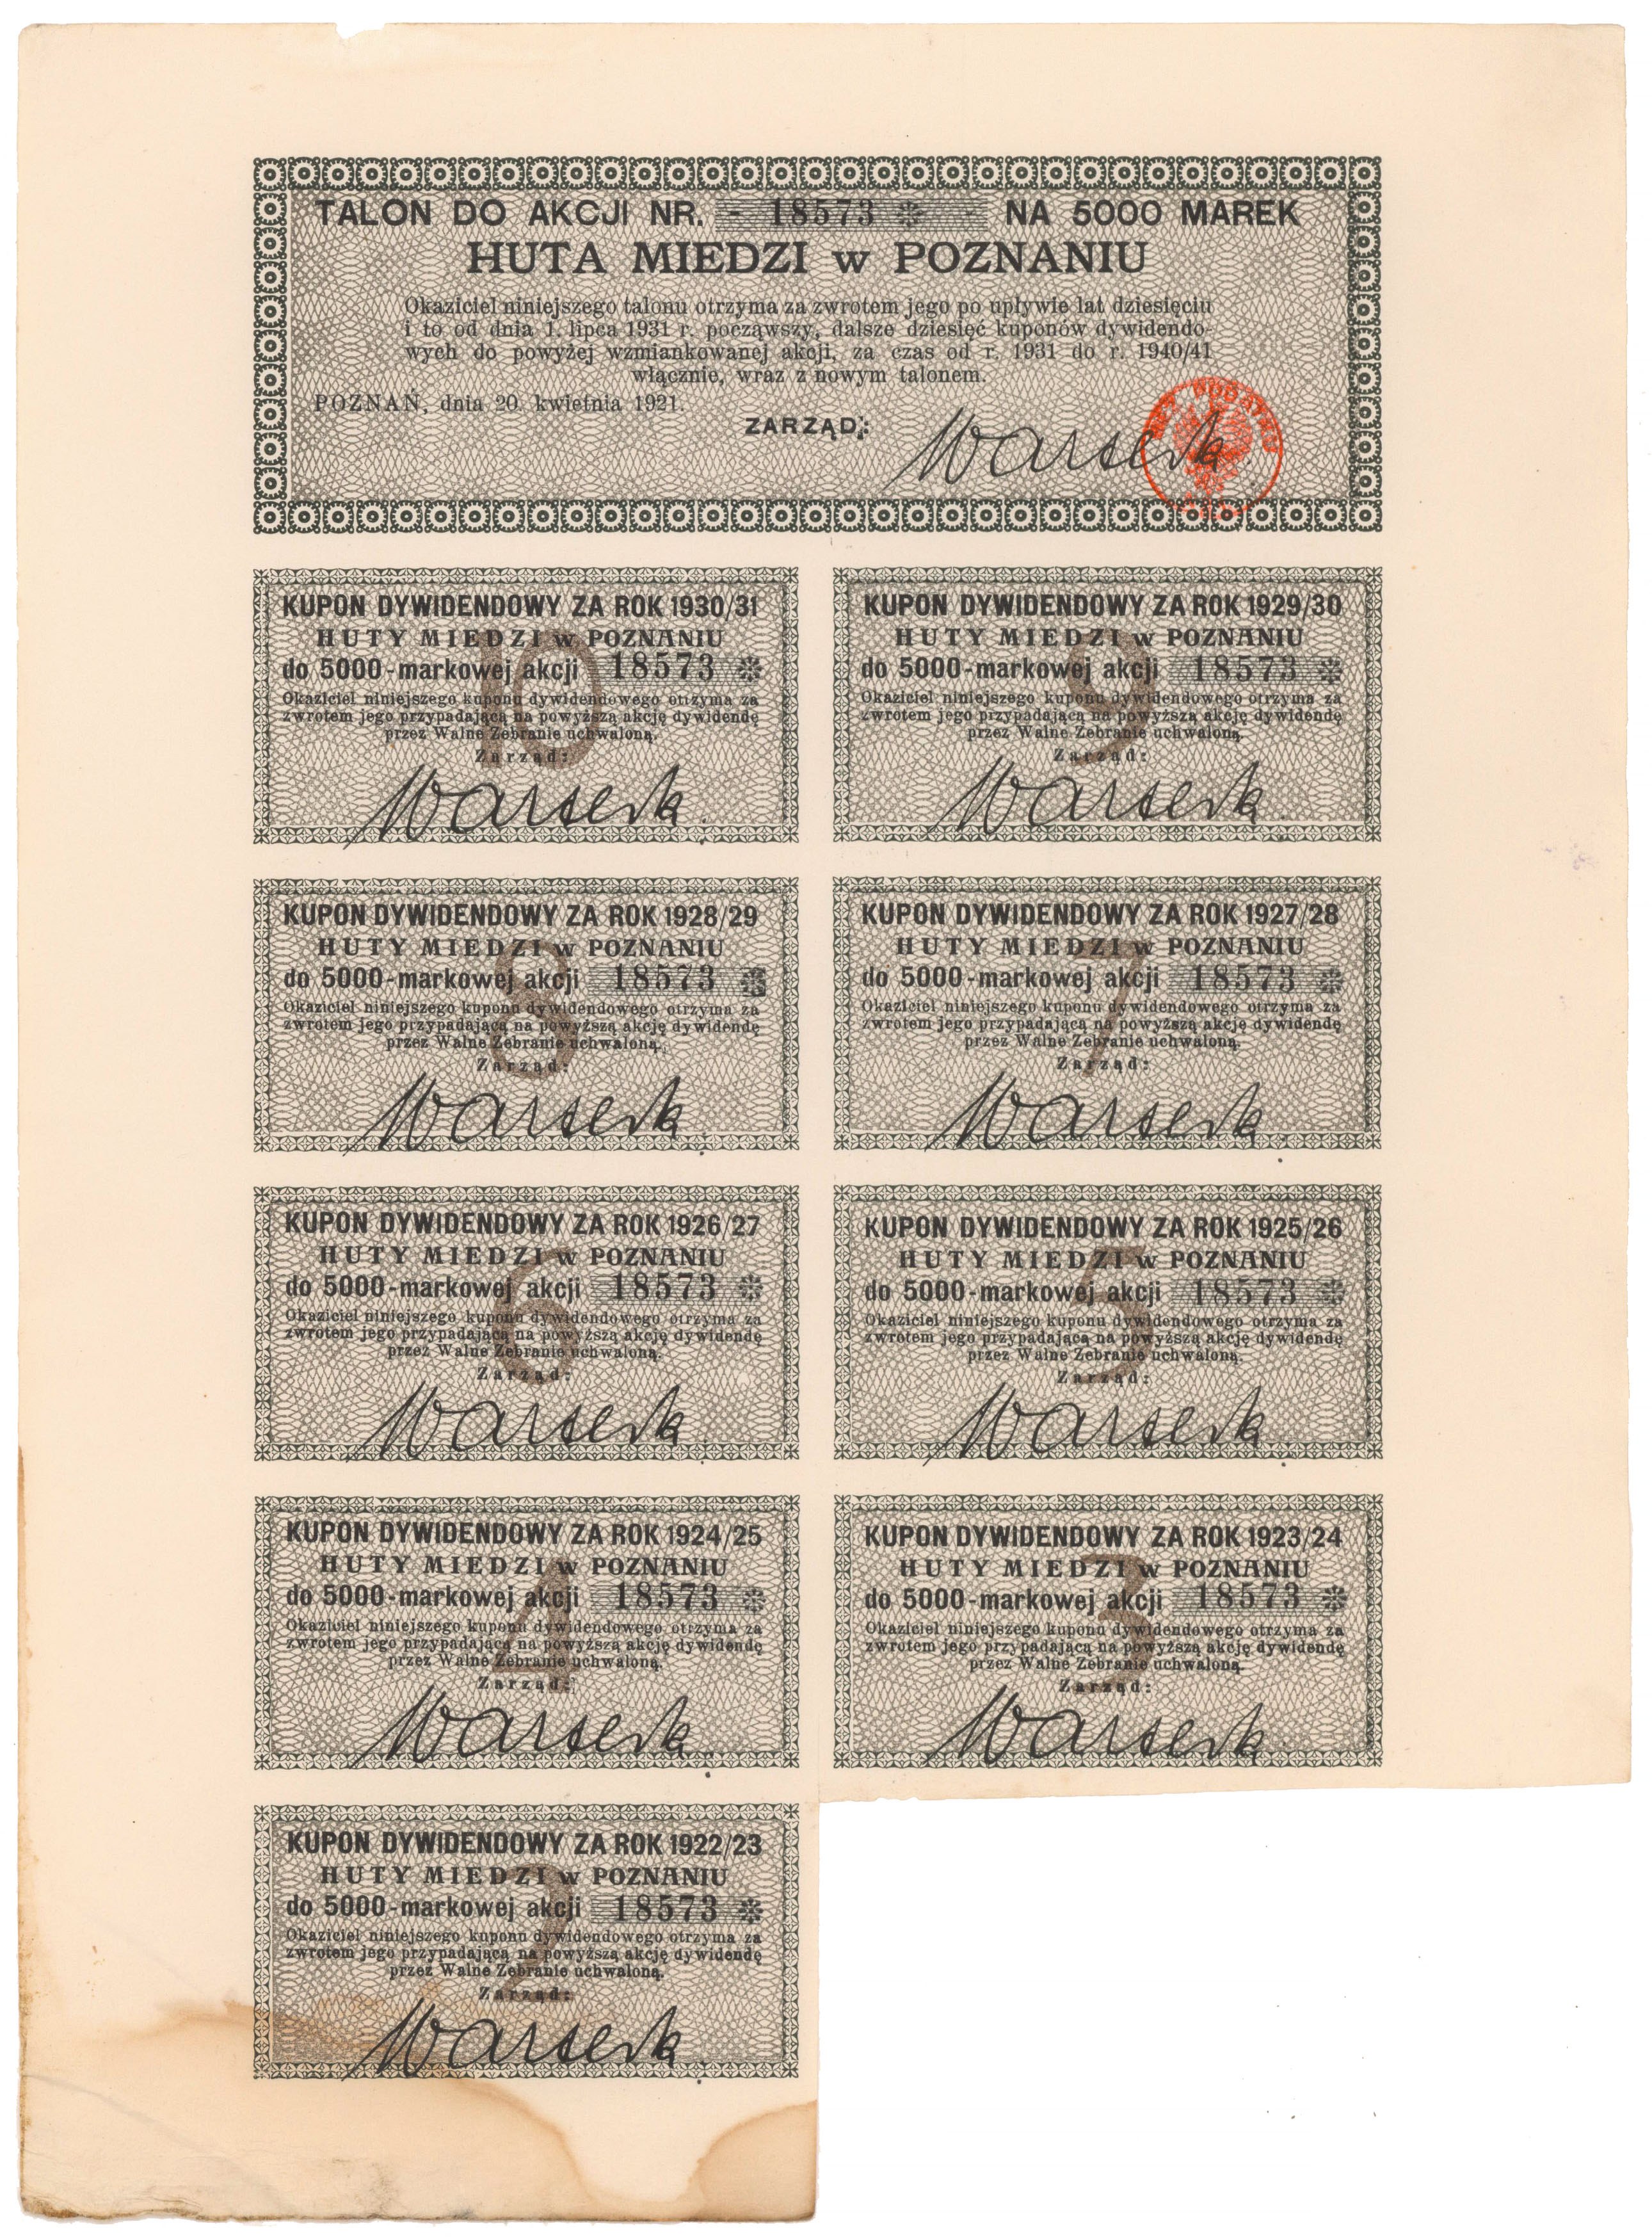 TALON DO AKCJI NR. - 18573 * - NA 5000 MAREK
HUTA MIEDZI w POZNANIU
Okaziciel niniejszego talonu otrzyma za zwrotem jego po upływie lat dziesięciu
i to od dnia 1. lipca 1931 r. począwszy, dalsze dziesięć kuponów dywidendo-
wych do powyżej wzmiankowanej akcji, za czas od r. 1931 do r. 1940/41
włącznie, wraz z nowym talonem.
POZNAŃ, dnia 20. kwietnia 1921.
ZARZĄD:
KUPON DYWIDENDOWY ZA ROK 1930/31
HUTY MIEDZI w POZNANIU
do 5000-markowej akcji 18573 *
Okaziciel niniejszego kuponu dywidendowego otrzyma za
zwrotem jego przypadającą na powyższą akcję dywidendę
przez Walne Zebranie uchwaloną.
Zarząd:
10
KUPON DYWIDENDOWY ZA ROK 1929/30
HUTY MIEDZI w POZNANIU
do 5000-markowej akcji 18573 *
Okaziciel niniejszego kuponu dywidendowego otrzyma za
zwrotem jego przypadającą na powyższą akcję dywidendę
przez Walne Zebranie uchwaloną.
Zarząd:
9
KUPON DYWIDENDOWY ZA ROK 1928/29
HUTY MIEDZI w POZNANIU
do 5000-markowej akcji 18573 *
Okaziciel niniejszego kuponu dywidendowego otrzyma za
zwrotem jego przypadającą na powyższą akcję dywidendę
przez Walne Zebranie uchwaloną.
Zarząd:
8
KUPON DYWIDENDOWY ZA ROK 1927/28
HUTY MIEDZI w POZNANIU
do 5000-markowej akcji 18573 *
Okaziciel niniejszego kuponu dywidendowego otrzyma za
zwrotem jego przypadającą na powyższą akcję dywidendę
przez Walne Zebranie uchwaloną.
Zarząd:
7
KUPON DYWIDENDOWY ZA ROK 1926/27
HUTY MIEDZI w POZNANIU
do 5000-markowej akcji 18573 *
Okaziciel niniejszego kuponu dywidendowego otrzyma za
zwrotem jego przypadającą na powyższą akcję dywidendę
przez Walne Zebranie uchwaloną.
Zarząd:
6
KUPON DYWIDENDOWY ZA ROK 1925/26
HUTY MIEDZI w POZNANIU
do 5000-markowej akcji 18573 *
Okaziciel niniejszego kuponu dywidendowego otrzyma za
zwrotem jego przypadającą na powyższą akcję dywidendę
przez Walne Zebranie uchwaloną.
Zarząd:
5
KUPON DYWIDENDOWY ZA ROK 1924/25
HUTY MIEDZI w POZNANIU
do 5000-markowej akcji 18573 *
Okaziciel niniejszego kuponu dywidendowego otrzyma za
zwrotem jego przypadającą na powyższą akcję dywidendę
przez Walne Zebranie uchwaloną.
Zarząd:
4
KUPON DYWIDENDOWY ZA ROK 1923/24
HUTY MIEDZI w POZNANIU
do 5000-markowej akcji 18573 *
Okaziciel niniejszego kuponu dywidendowego otrzyma za
zwrotem jego przypadającą na powyższą akcję dywidendę
przez Walne Zebranie uchwaloną.
Zarząd:
3
KUPON DYWIDENDOWY ZA ROK 1922/23
HUTY MIEDZI w POZNANIU
do 5000-markowej akcji 18573 *
Okaziciel niniejszego kuponu dywidendowego otrzyma za
zwrotem jego przypadającą na powyższą akcję dywidendę
przez Walne Zebranie uchwaloną.
Zarząd:
2